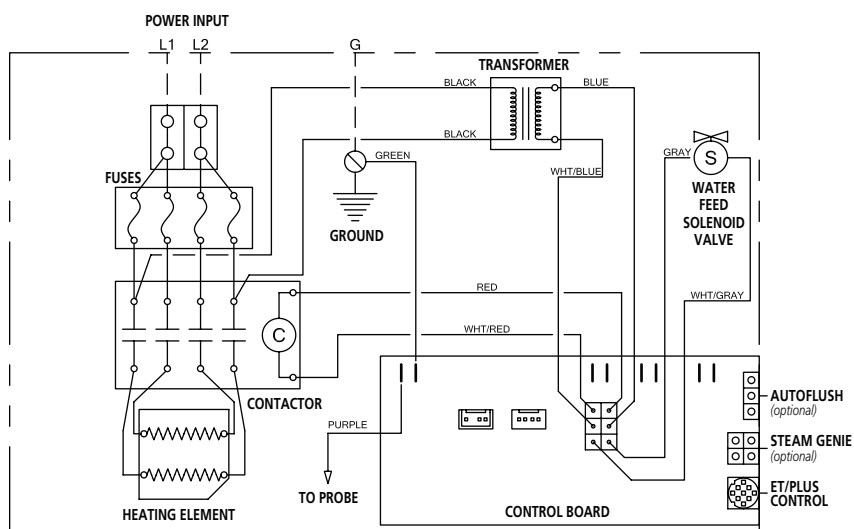 POWER INPUT
L1 L2 G
TRANSFORMER
BLACK
BLUE
BLACK
GREEN
GRAY
S
WHT/BLUE
FUSES
WATER
FEED
SOLENOID
VALVE
GROUND
RED
WHT/GRAY
WHT/RED
C
CONTACTOR
AUTOFLUSH
(optional)
PURPLE
STEAM GENIE
(optional)
TO PROBE
ET/PLUS
CONTROL
HEATING ELEMENT
CONTROL BOARD